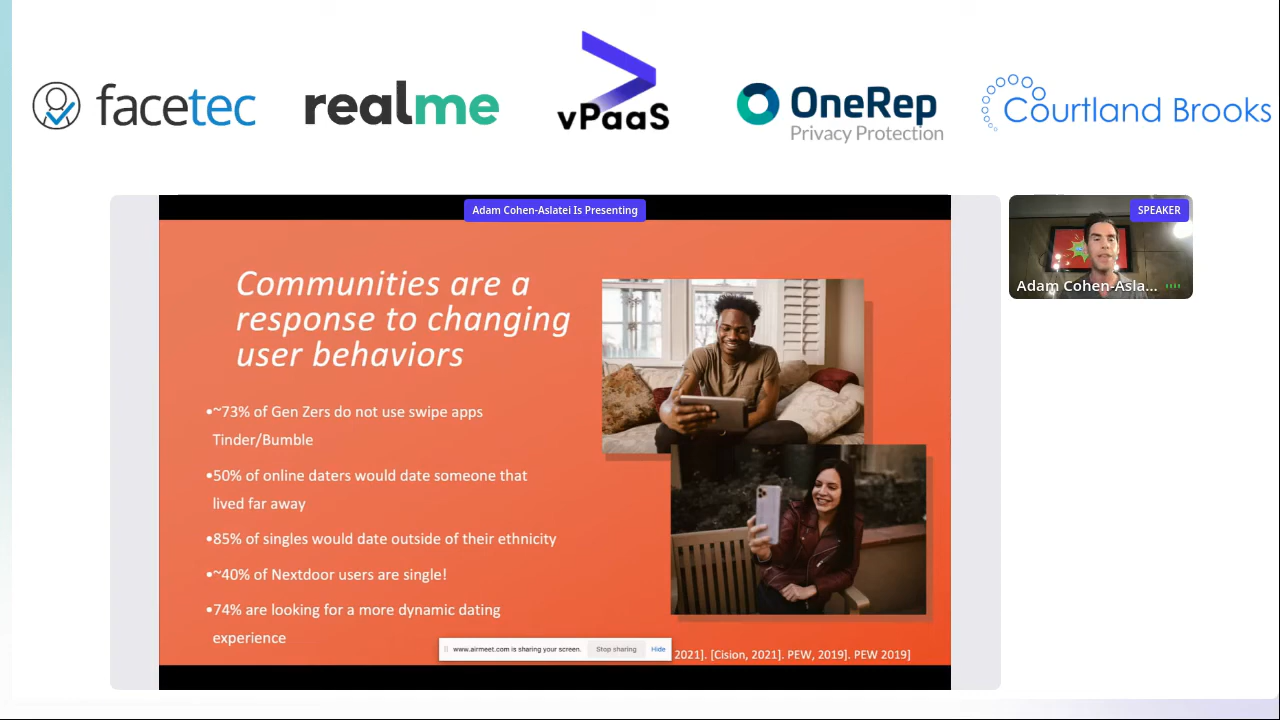 facetec
realme
vPaaS
OneRep
Privacy Protection
Courtland Brooks
Adam Cohen-Aslatei Is Presenting
SPEAKER
Adam Cohen-Asla...
Communities are a
response to changing
user behaviors
•~73% of Gen Zers do not use swipe apps
Tinder/Bumble
•50% of online daters would date someone that
lived far away
•85% of singles would date outside of their ethnicity
•~40% of Nextdoor users are single!
•74% are looking for a more dynamic dating
experience
www.airmeet.com is sharing your screen. Stop sharing Hide
2021]. [Cision, 2021]. PEW, 2019]. PEW 2019]